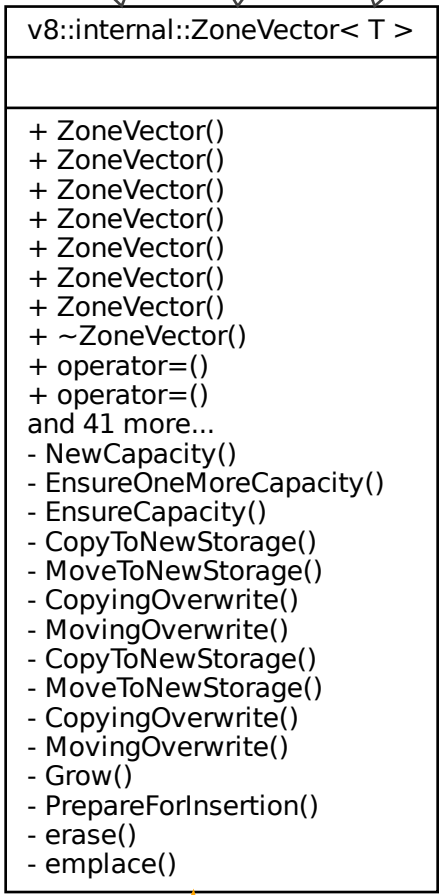 v8::internal::ZoneVector< T >
+ ZoneVector()
+ ZoneVector()
+ ZoneVector()
+ ZoneVector()
+ ZoneVector()
+ ZoneVector()
+ ZoneVector()
+ ~ZoneVector()
+ operator=()
+ operator=()
and 41 more...
- NewCapacity()
- EnsureOneMoreCapacity()
- EnsureCapacity()
- CopyToNewStorage()
- MoveToNewStorage()
- CopyingOverwrite()
- MovingOverwrite()
- CopyToNewStorage()
- MoveToNewStorage()
- CopyingOverwrite()
- MovingOverwrite()
- Grow()
- PrepareForInsertion()
- erase()
- emplace()